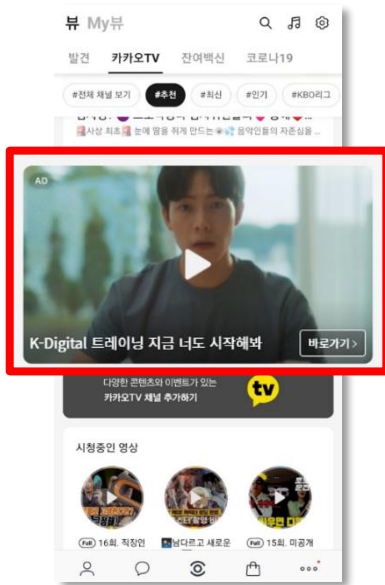 뷰 My뷰
발견 카카오TV 잔여백신 코로나19
#전체 채널 보기 #추천 #최신 #인기 #KBO리그
사상 최초 눈에 땀을 쥐게 만드는 음악인들의 자존심을 ...
AD
K-Digital 트레이닝 지금 너도 시작해봐 바로가기 >
다양한 콘텐츠와 이벤트가 있는
카카오TV 채널 추가하기
tv
시청중인 영상
Full 16회. 직장인 남다르고 새로운 Full 15회. 미공개